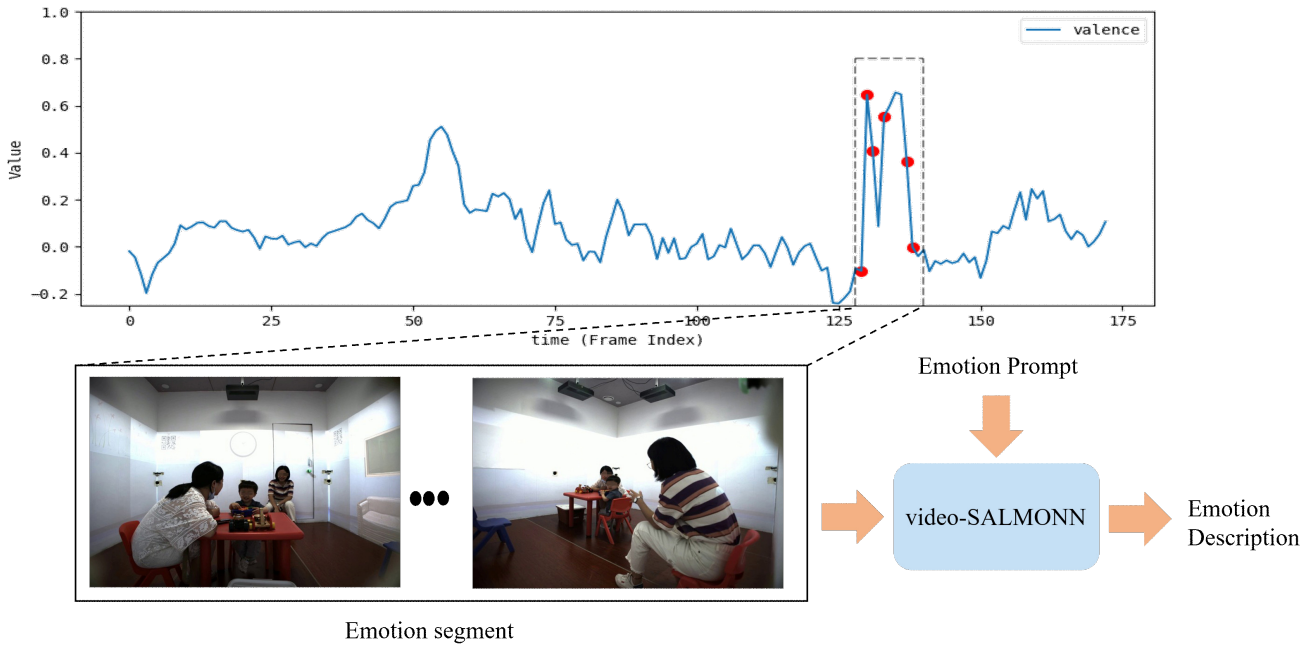 1.0
valence
0.8
0.6
0.4
0.2
0.0
−0.2
Value
0 25 50 75 100 125 150 175
time (Frame Index)
Emotion Prompt
video-SALMONN
Emotion
Description
Emotion segment